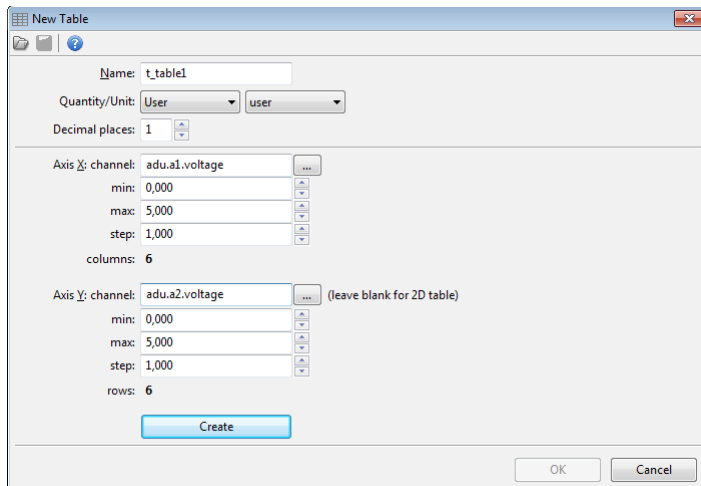 New Table
Name: t_table1
Quantity/Unit: User user
Decimal places: 1
Axis X: channel: adu.a1.voltage ...
min: 0,000
max: 5,000
step: 1,000
columns: 6
Axis Y: channel: adu.a2.voltage ... (leave blank for 2D table)
min: 0,000
max: 5,000
step: 1,000
rows: 6
Create
OK Cancel